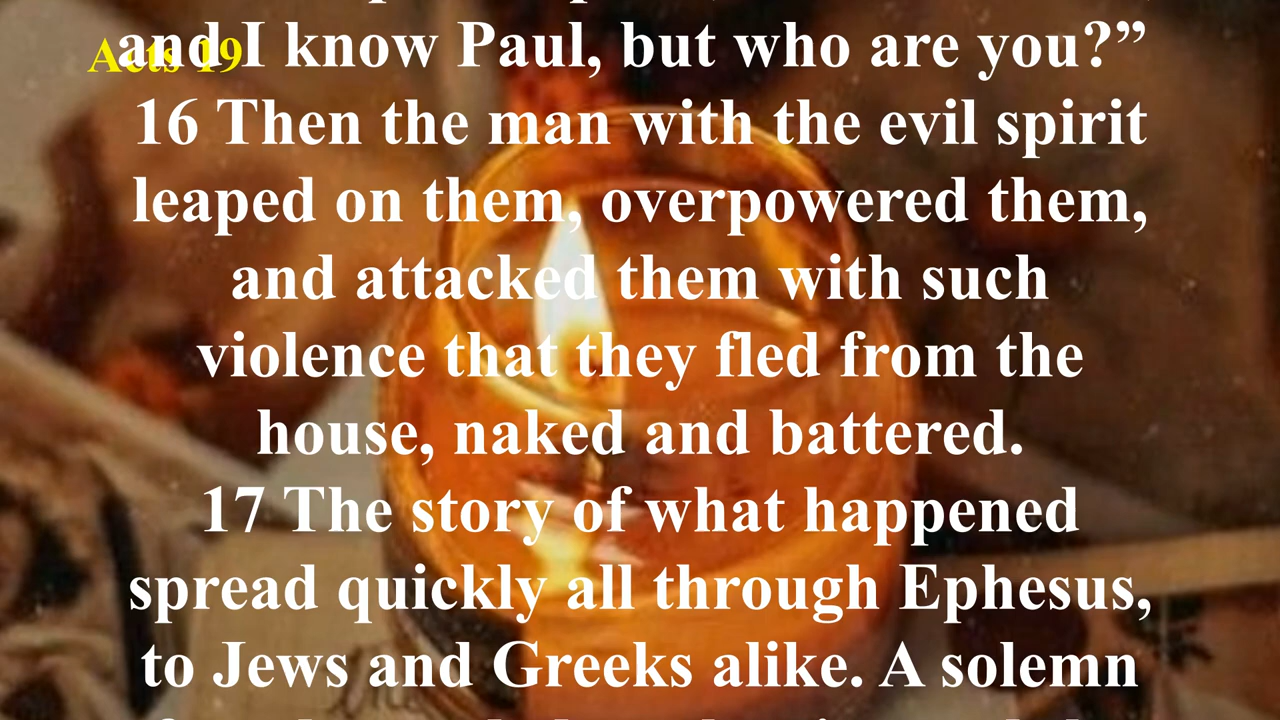 Acts 19
and I know Paul, but who are you?”
16 Then the man with the evil spirit
leaped on them, overpowered them,
and attacked them with such
violence that they fled from the
house, naked and battered.
17 The story of what happened
spread quickly all through Ephesus,
to Jews and Greeks alike. A solemn